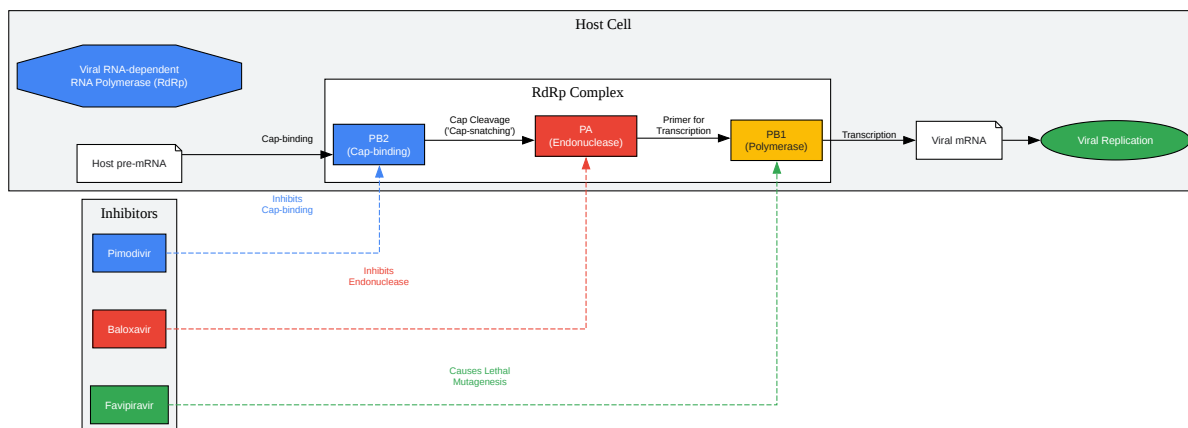 Host Cell
Viral RNA-dependent
RNA Polymerase (RdRp)
RdRp Complex
Host pre-mRNA
Cap-binding
PB2
(Cap-binding)
Cap Cleavage
('Cap-snatching')
PA
(Endonuclease)
Primer for
Transcription
PB1
(Polymerase)
Transcription
Viral mRNA
Viral Replication
Inhibitors
Inhibits
Cap-binding
Pimodivir
Inhibits
Endonuclease
Baloxavir
Causes Lethal
Mutagenesis
Favipiravir